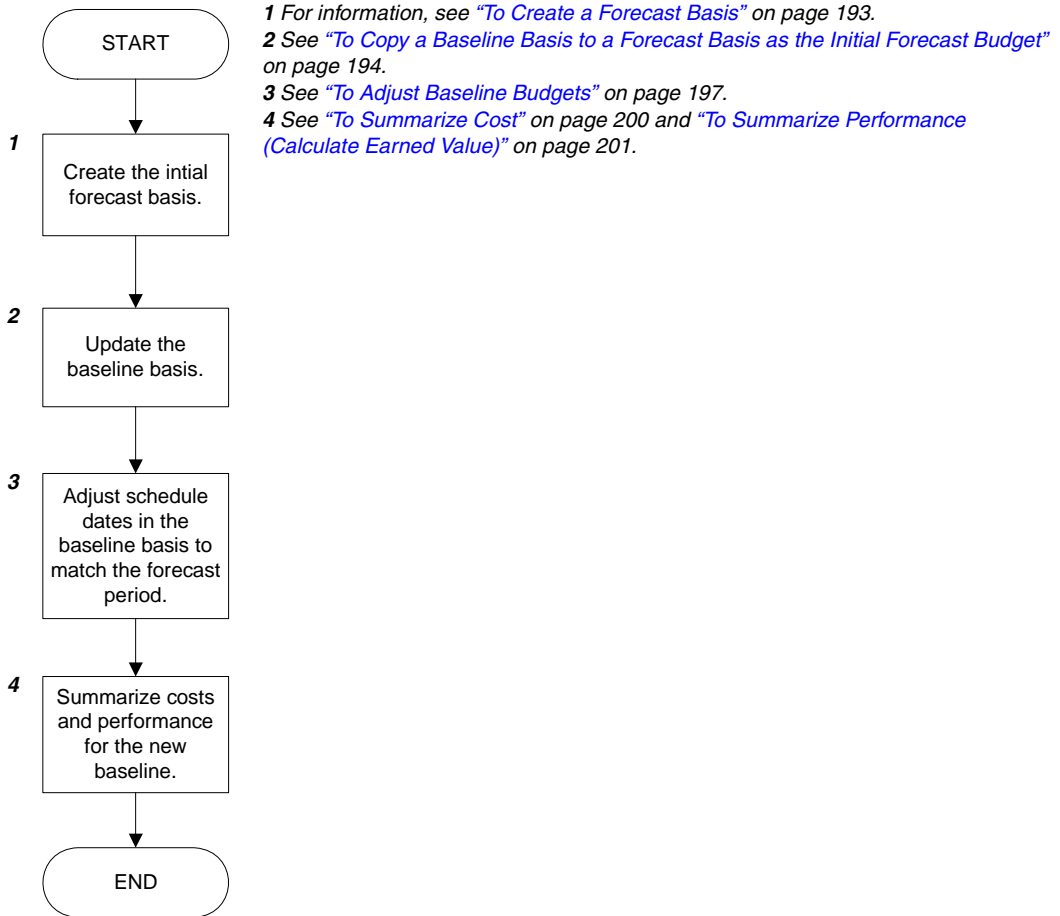 START
1 For information, see “To Create a Forecast Basis” on page 193.
2 See “To Copy a Baseline Basis to a Forecast Basis as the Initial Forecast Budget”
on page 194.
3 See “To Adjust Baseline Budgets” on page 197.
4 See “To Summarize Cost” on page 200 and “To Summarize Performance
(Calculate Earned Value)” on page 201.
1
Create the intial
forecast basis.
2
Update the
baseline basis.
3
Adjust schedule
dates in the
baseline basis to
match the forecast
period.
4
Summarize costs
and performance
for the new
baseline.
END